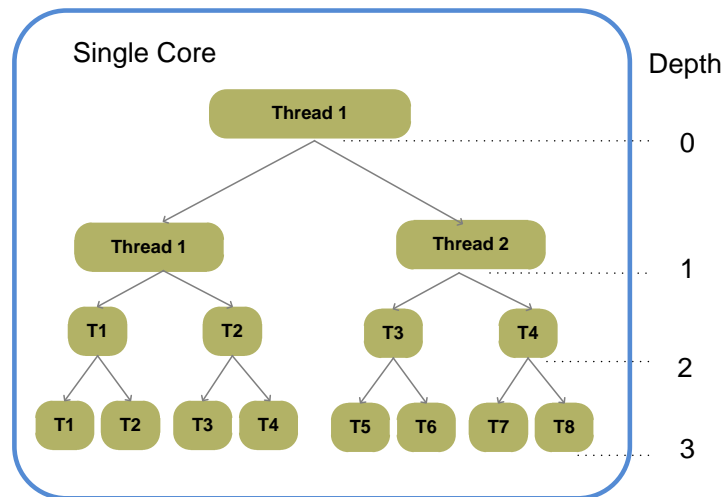 Single Core
Depth
Thread 1
0
Thread 1
Thread 2
1
T1
T2
T3
T4
2
T1
T2
T3
T4
T5
T6
T7
T8
3